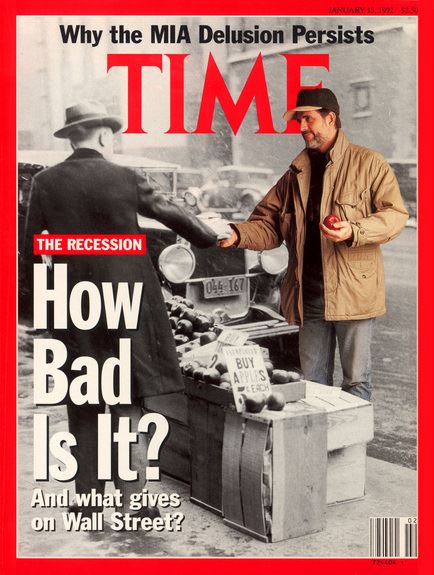 JANUARY 13, 1992 $2.50
Why the MIA Delusion Persists
TIME
THE RECESSION
044-167
How
Bad
Is It?
BUY
APPLES
¢ EACH
And what gives
on Wall Street?
02